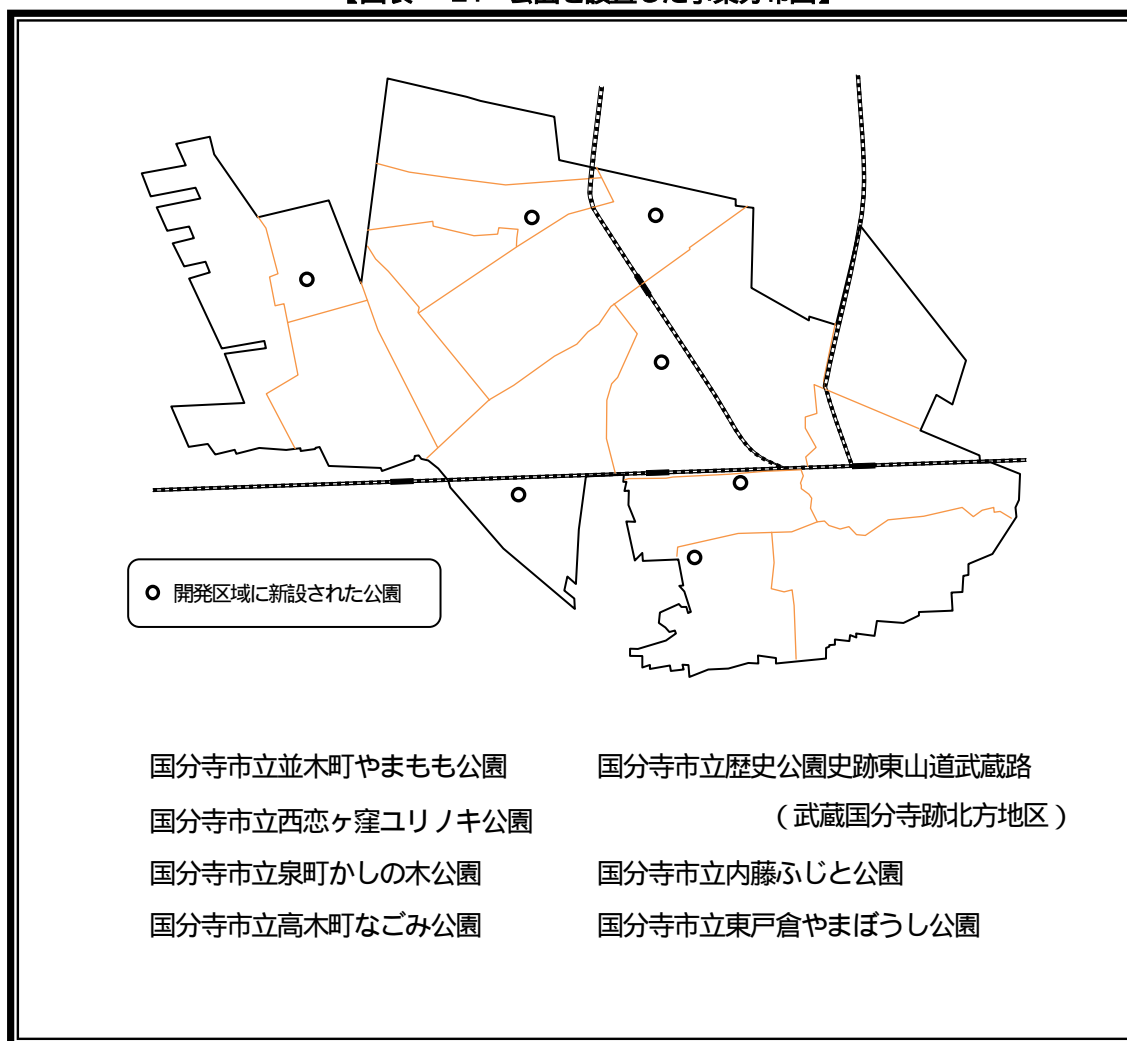 開発区域に新設された公園
国分寺市立並木町やまもも公園
国分寺市立西恋ヶ窪ユリノキ公園
国分寺市立泉町かしの木公園
国分寺市立高木町なごみ公園
国分寺市立歴史公園史跡東山道武蔵路
（武蔵国分寺跡北方地区）
国分寺市立内藤ふじと公園
国分寺市立東戸倉やまぼうし公園